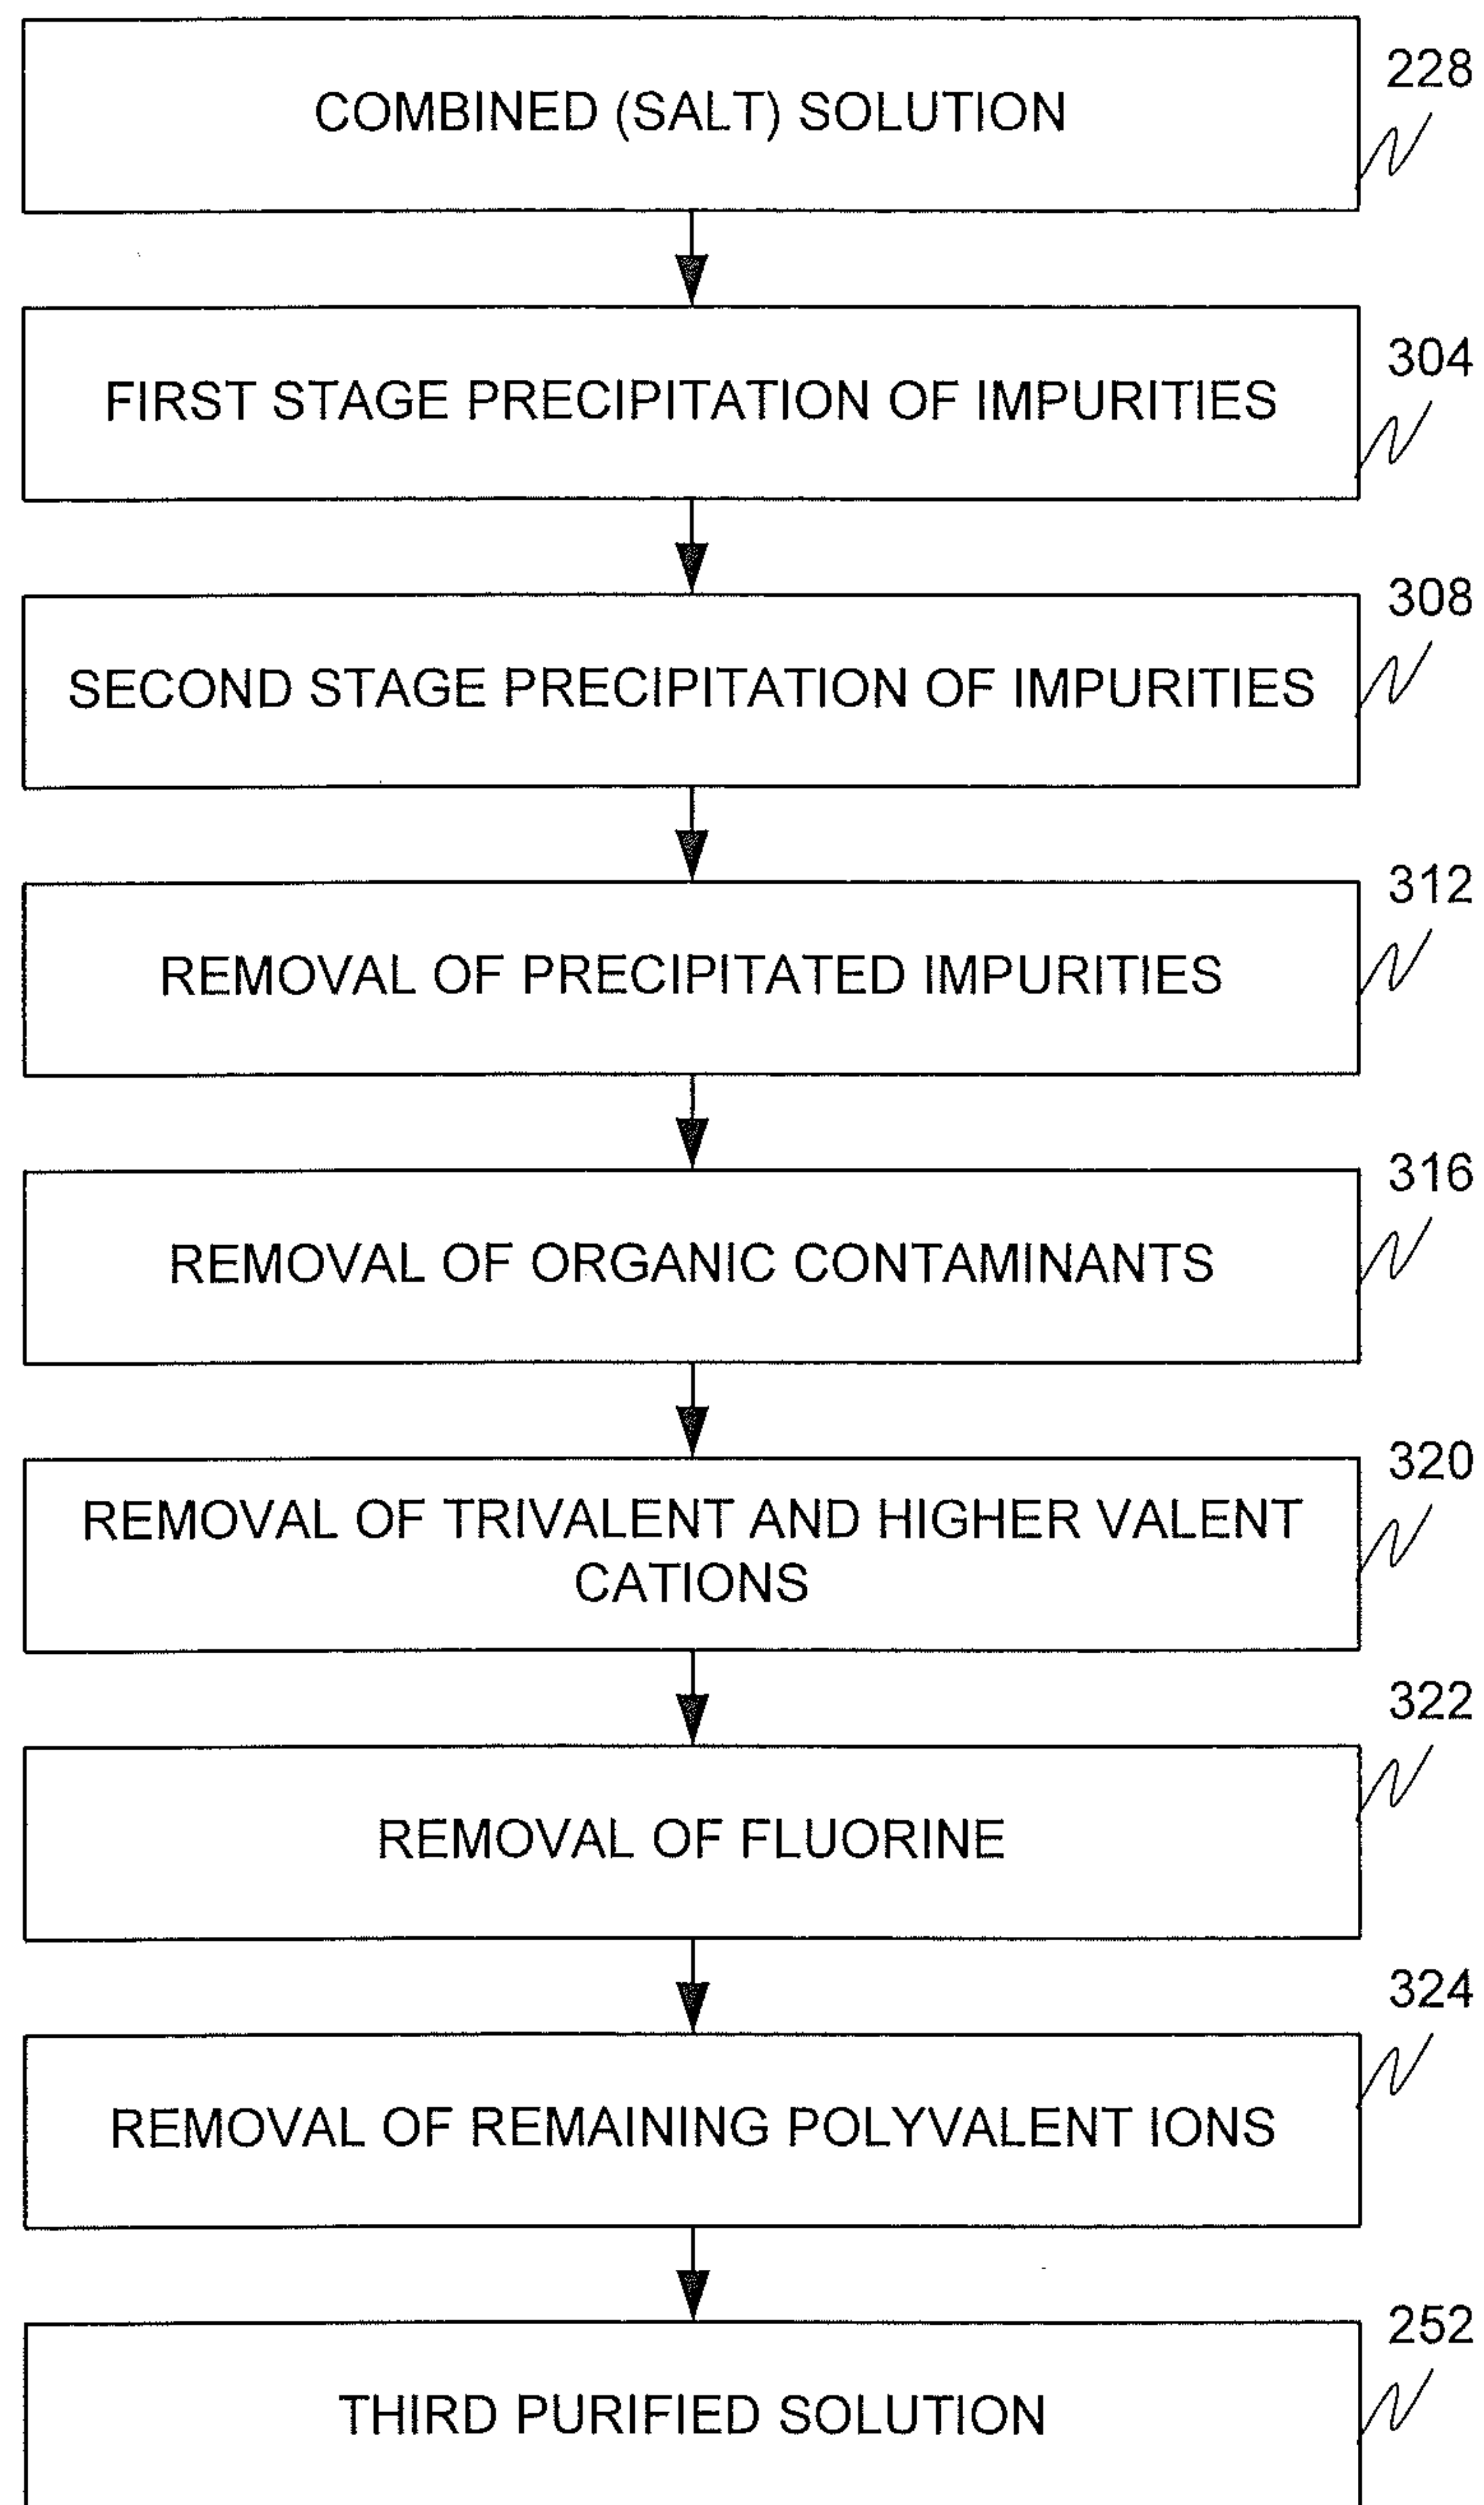 228
COMBINED (SALT) SOLUTION
304
FIRST STAGE PRECIPITATION OF IMPURITIES
308
SECOND STAGE PRECIPITATION OF IMPURITIES
312
REMOVAL OF PRECIPITATED IMPURITIES
316
REMOVAL OF ORGANIC CONTAMINANTS
320
REMOVAL OF TRIVALENT AND HIGHER VALENT
CATIONS
322
REMOVAL OF FLUORINE
324
REMOVAL OF REMAINING POLYVALENT IONS
252
THIRD PURIFIED SOLUTION